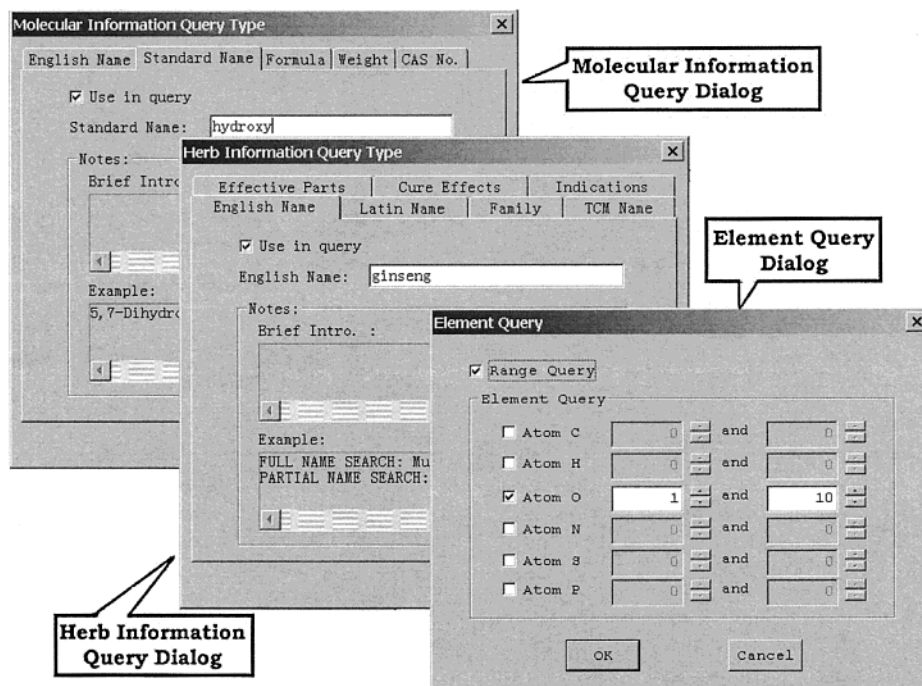 Molecular Information Query Type
English Name Standard Name Formula Weight CAS No.
Use in query
Standard Name: hydroxy
Notes:
Brief Intro
Example:
5,7-Dihydro
Molecular Information
Query Dialog
Herb Information Query Type
Effective Parts Cure Effects Indications
English Name Latin Name Family TCM Name
Use in query
English Name: ginseng
Notes:
Brief Intro. :
Example:
FULL NAME SEARCH: Mu
PARTIAL NAME SEARCH:
Herb Information
Query Dialog
Element Query
Dialog
Element Query
Range Query
Element Query
Atom C 0 and 0
Atom H 0 and 0
Atom O 1 and 10
Atom N 0 and 0
Atom S 0 and 0
Atom P 0 and 0
OK Cancel